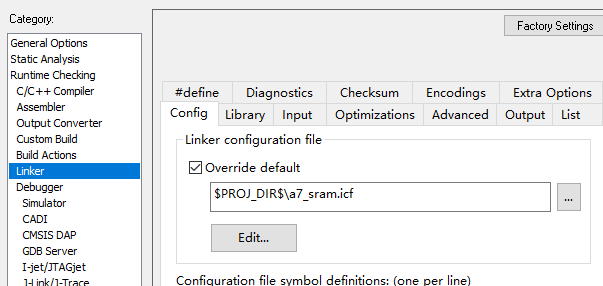 Category:
Factory Settings
General Options
Static Analysis
Runtime Checking
C/C++ Compiler
Assembler
Output Converter
Custom Build
Build Actions
Linker
Debugger
Simulator
CADI
CMSIS DAP
GDB Server
I-jet/JTAGjet
J-Link/J-Trace
#define Diagnostics Checksum Encodings Extra Options
Config Library Input Optimizations Advanced Output List
Linker configuration file
Override default
$PROJ_DIR$\a7_sram.icf
...
Edit...
Configuration file symbol definitions: (one per line)